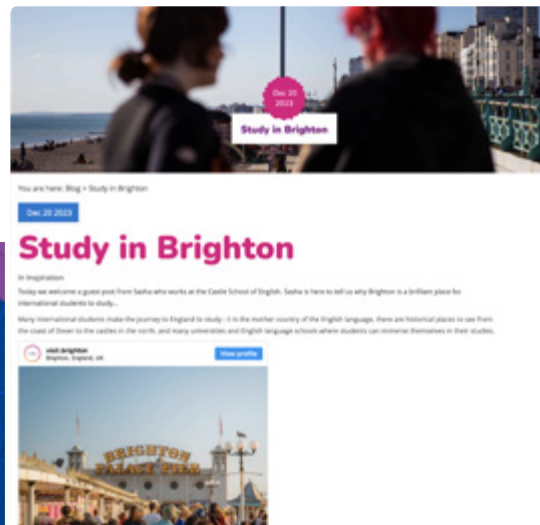 Dec 20
2023
Study in Brighton
You are here: Blog > Study in Brighton
Dec 20 2023
Study in Brighton
In Inspiration
Today we welcome a guest post from Sasha who works at the Castle School of English. Sasha is here to tell us why Brighton is a brilliant place for
international students to study...
Many international students make the journey to England to study - it is the mother country of the English language, there are historical places to see from
the coast of Dover to the castles in the north, and many universities and English language schools where students can immerse themselves in their studies.
visit.brighton
Brighton, England, UK
View profile
BRIGHTON
PALACE PIER